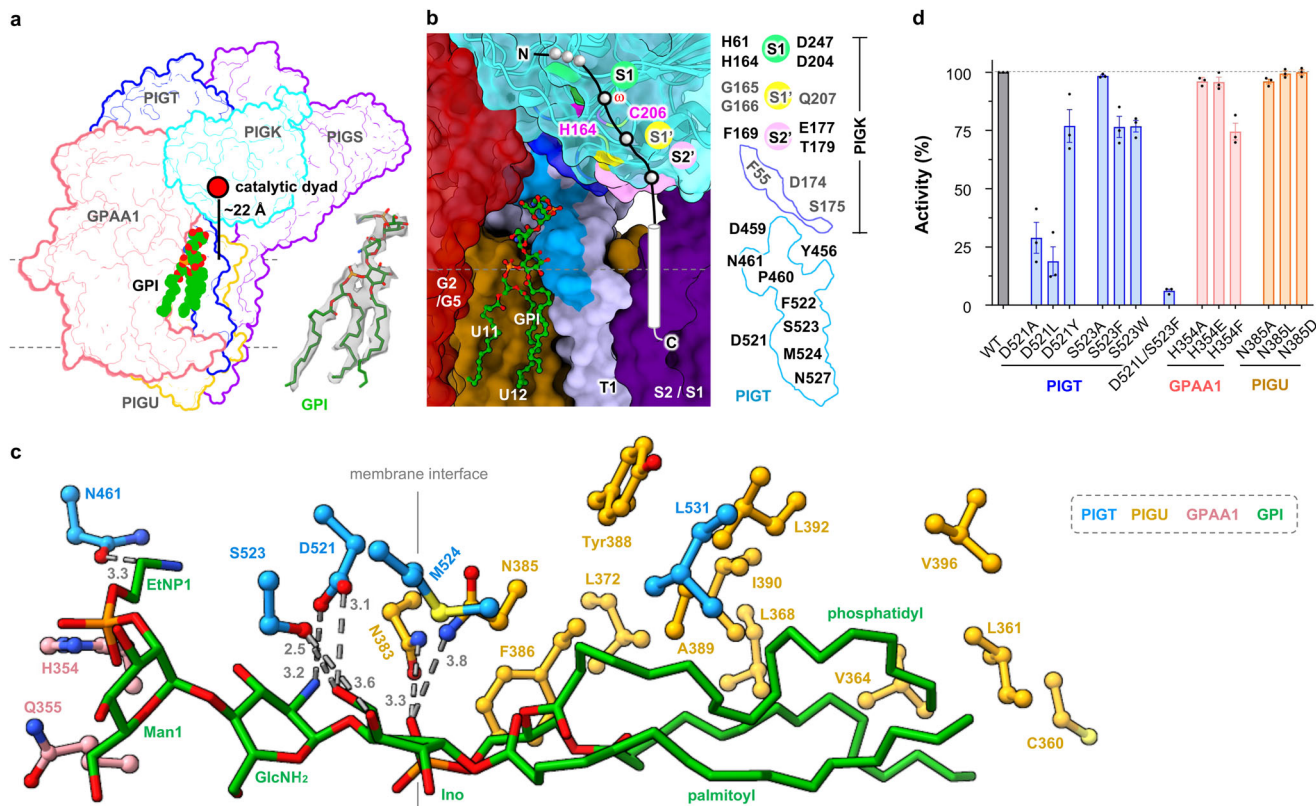 a
PIGT
PIGK
PIGS
catalytic dyad
~22 Å
GPAA1
GPI
PIGU
GPI
b
N
S1
ω
C206
H164
S1'
S2'
G2
/G5
U11
GPI
U12
T1
C
S2 / S1
H61 S1 D247
H164 D204
G165 S1' Q207
G166
F169 S2' E177
T179
PIGK
F55
D174
S175
D459
Y456
N461
P460
F522
S523
D521
M524
N527
PIGT
d
Activity (%)
100
75
50
25
0
WT
D521A
D521L
D521Y
S523A
S523F
S523W
D521L/S523F
H354A
H354E
H354F
N385A
N385L
N385D
PIGT
GPAA1
PIGU
c
membrane interface
N461
3.3
EtNP1
H354
Q355
Man1
GlcNH2
S523
D521
M524
N385
3.1
2.5
3.2
N383
3.8
3.6
3.3
Ino
F386
Tyr388
L372
L531
L392
I390
L368
A389
phosphatidyl
V396
L361
V364
C360
palmitoyl
PIGT PIGU GPAA1 GPI